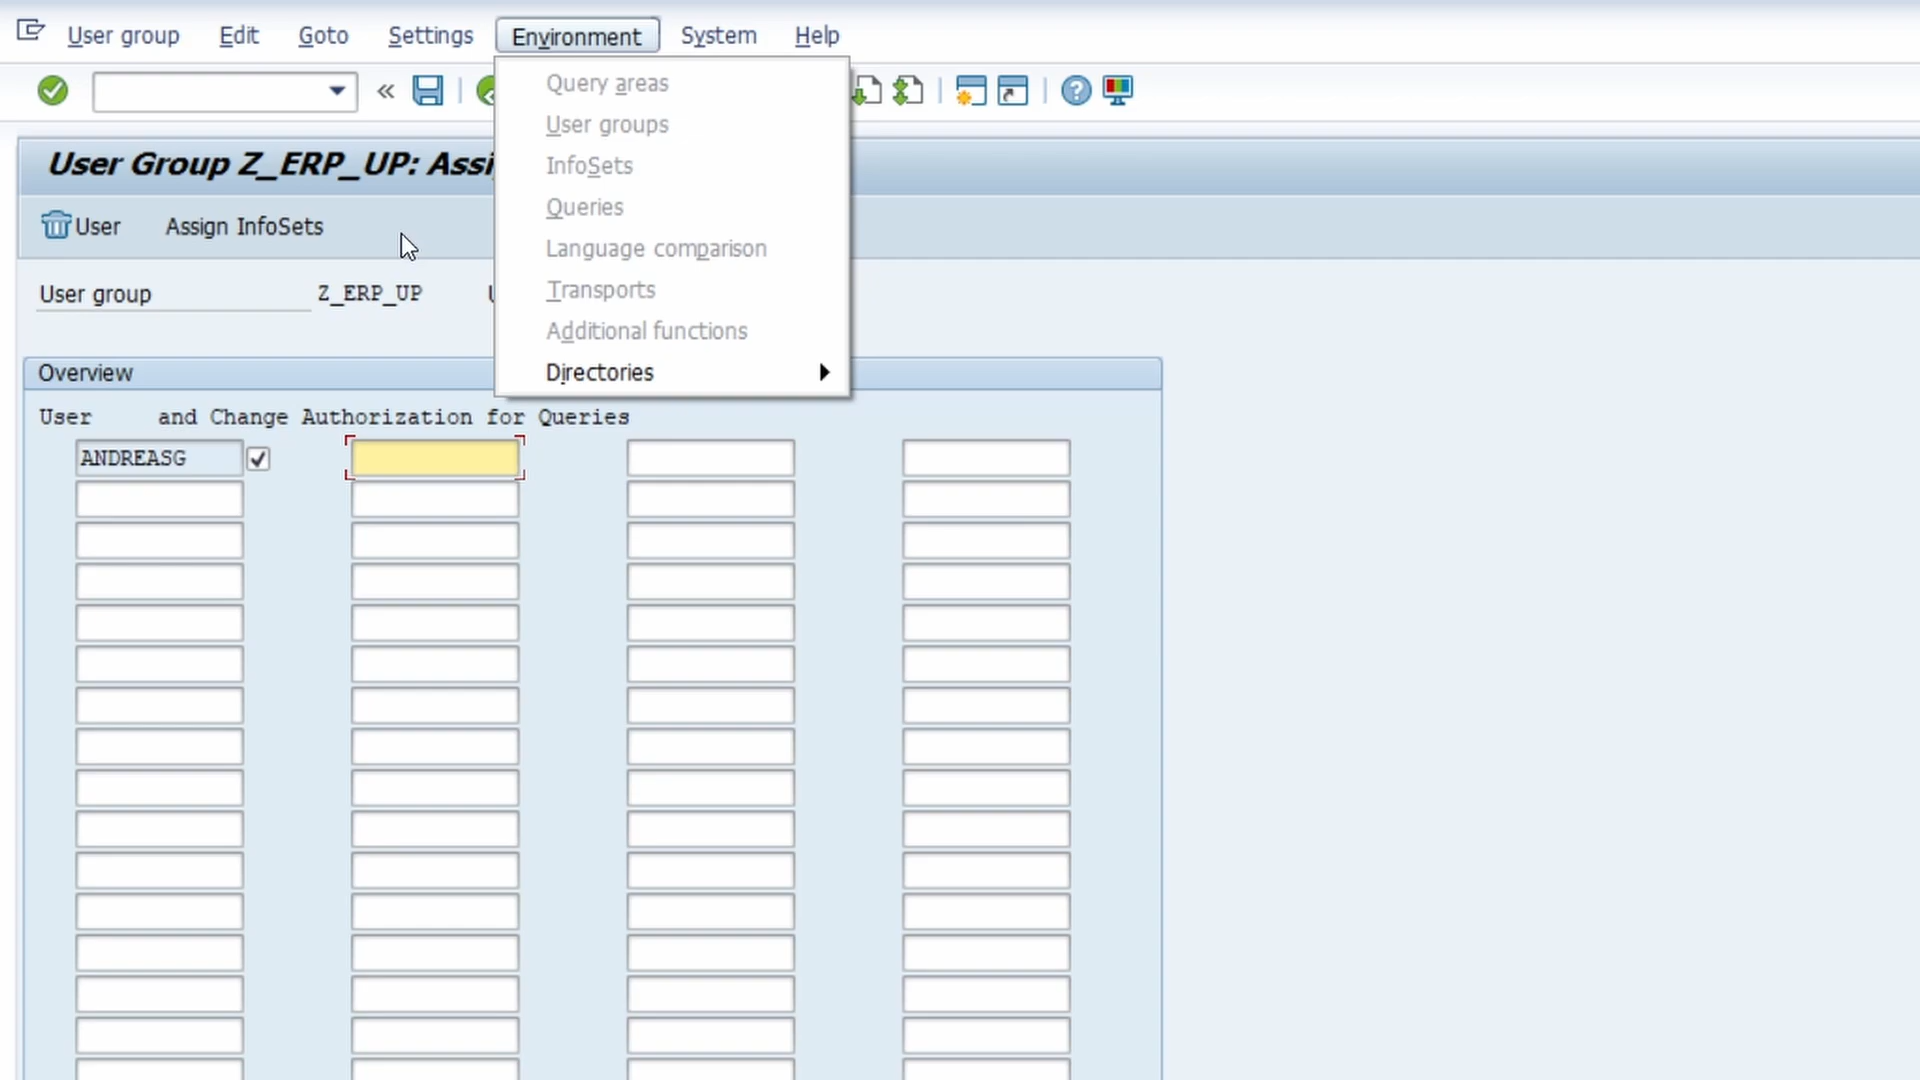 User group Edit Goto Settings Environment System Help
Query areas
User groups
InfoSets
Queries
Language comparison
Transports
Additional functions
Directories
User Group Z_ERP_UP:
User Assign InfoSets
User group Z_ERP_UP
Overview
User and Change Authorization for Queries
ANDREASG